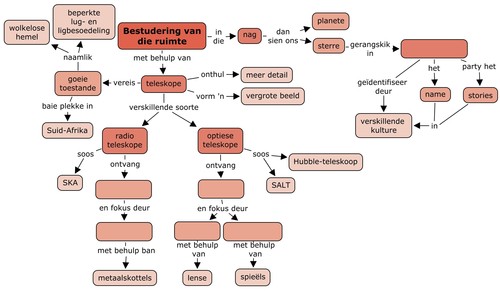 beperkte
lug- en
ligbesoedeling
wolkelose
hemel
Bestudering van
die ruimte
in
die
nag
dan
sien ons
planete
sterre
gerangskik
in
naamlik
met behulp van
goeie
toestande
vereis
teleskope
onthul
meer detail
vorm 'n
vergrote beeld
geïdentifiseer
deur
het
party het
name
stories
verskillende
kulture
in
baie plekke in
Suid-Afrika
verskillende soorte
radio
teleskope
optiese
teleskope
soos
SKA
ontvang
ontvang
soos
Hubble-teleskoop
SALT
en fokus deur
en fokus deur
met behulp ban
metaalskottels
met behulp
van
lense
met behulp
van
spieëls